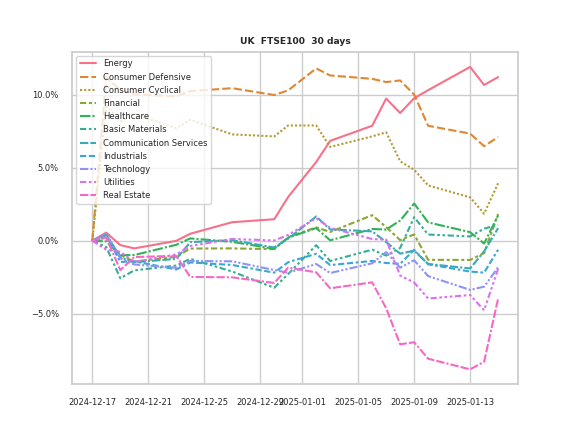 UK FTSE100 30 days
Energy
Consumer Defensive
Consumer Cyclical
Financial
Healthcare
Basic Materials
Communication Services
Industrials
Technology
Utilities
Real Estate
10.0%
5.0%
0.0%
−5.0%
2024-12-17 2024-12-21 2024-12-25 2024-12-29 2025-01-01 2025-01-05 2025-01-09 2025-01-13